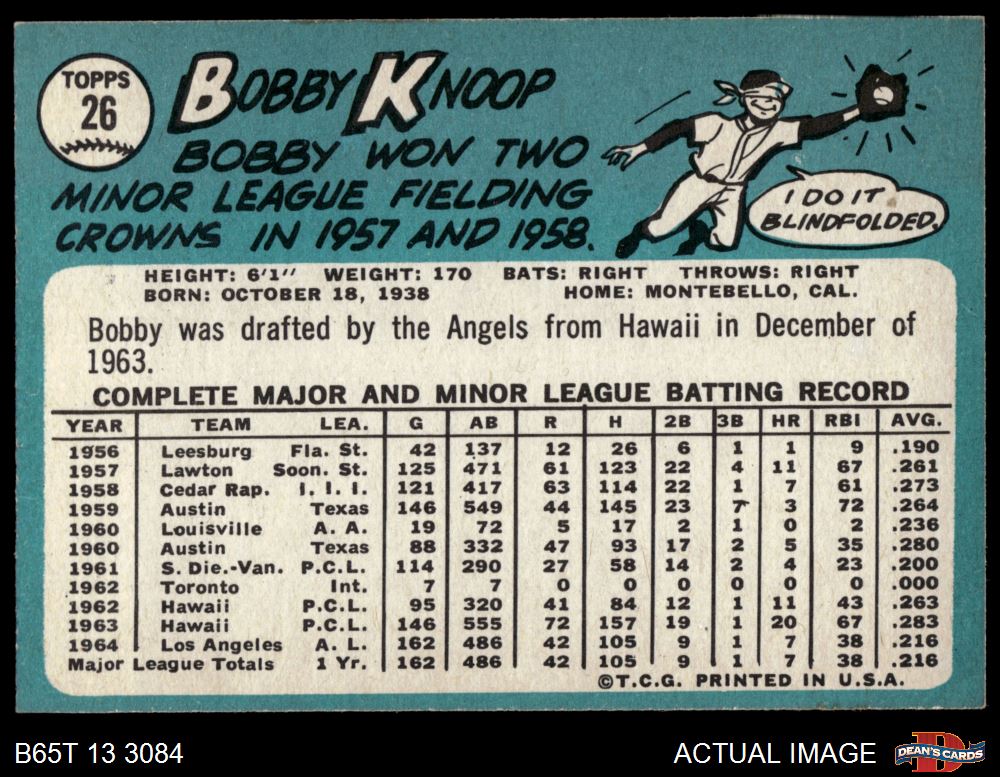 TOPPS
26
BOBBY KNOOP
BOBBY WON TWO
MINOR LEAGUE FIELDING
CROWNS IN 1957 AND 1958.
I DO IT
BLINDFOLDED.
HEIGHT: 6'1" WEIGHT: 170 BATS: RIGHT THROWS: RIGHT
BORN: OCTOBER 18, 1938 HOME: MONTEBELLO, CAL.
Bobby was drafted by the Angels from Hawaii in December of
1963.
COMPLETE MAJOR AND MINOR LEAGUE BATTING RECORD
YEAR TEAM LEA. G AB R H 2B 3B HR RBI AVG.
1956 Leesburg Fla. St. 42 137 12 26 6 1 1 9 .190
1957 Lawton Soon. St. 125 471 61 123 22 4 11 67 .261
1958 Cedar Rap. I. I. I. 121 417 63 114 22 1 7 61 .273
1959 Austin Texas 146 549 44 145 23 7 3 72 .264
1960 Louisville A. A. 19 72 5 17 2 1 0 2 .236
1960 Austin Texas 88 332 47 93 17 2 5 35 .280
1961 S. Die.-Van. P.C.L. 114 290 27 58 14 2 4 23 .200
1962 Toronto Int. 7 7 0 0 0 0 0 0 .000
1962 Hawaii P.C.L. 95 320 41 84 12 1 11 43 .263
1963 Hawaii P.C.L. 146 555 72 157 19 1 20 67 .283
1964 Los Angeles A. L. 162 486 42 105 9 1 7 38 .216
Major League Totals 1 Yr. 162 486 42 105 9 1 7 38 .216
©T.C.G. PRINTED IN U.S.A.
B65T 13 3084
ACTUAL IMAGE
D
DEAN'S CARDS